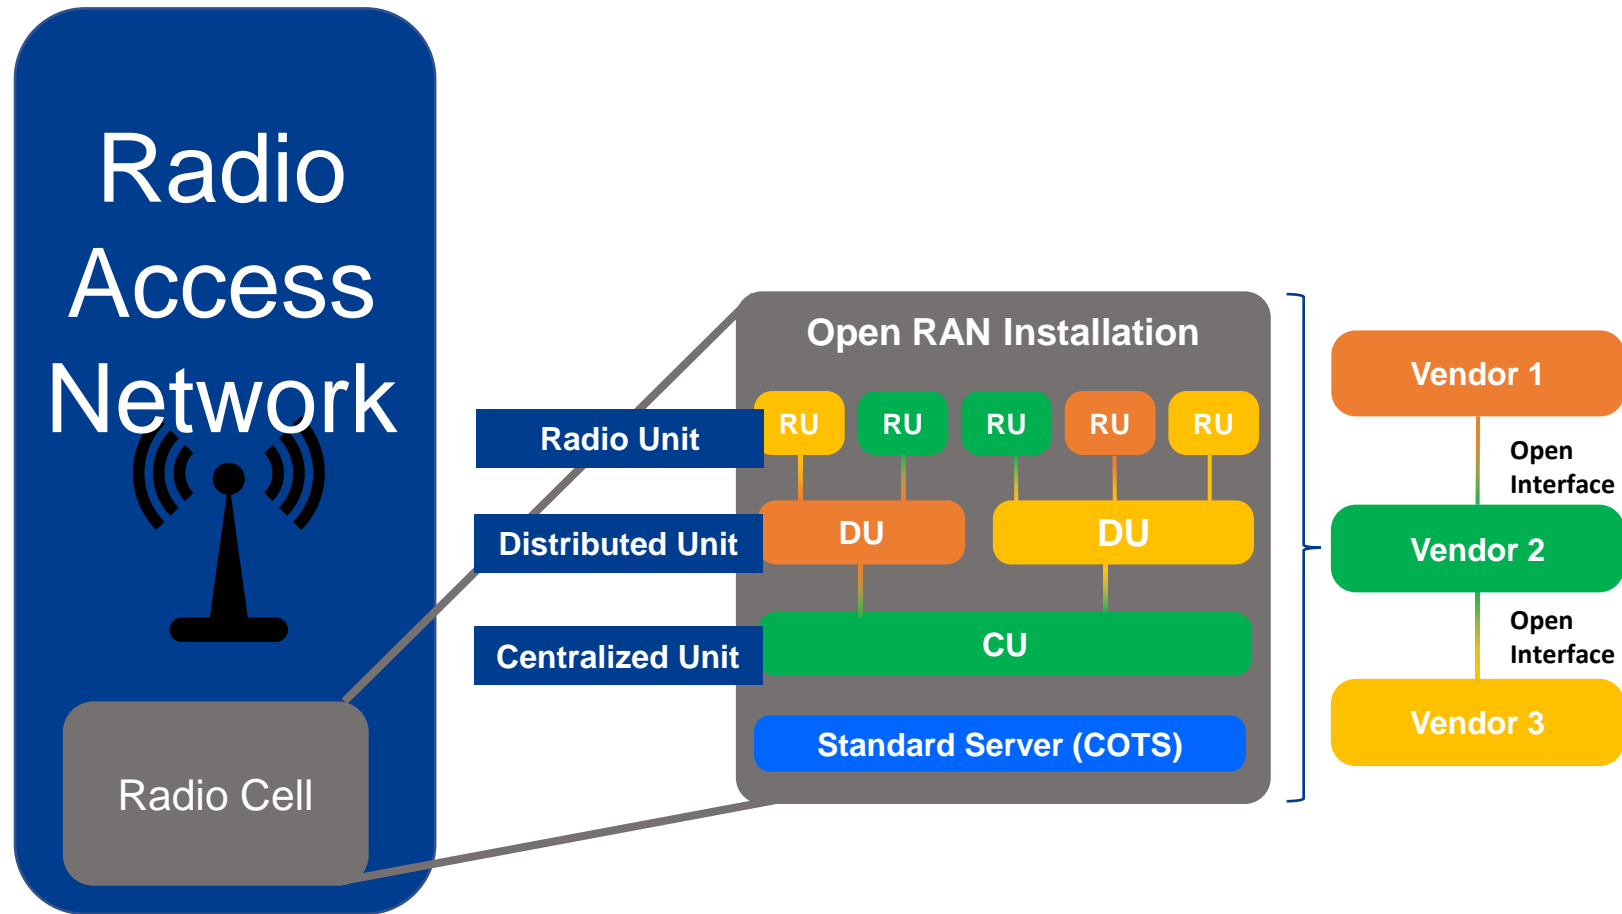 Radio
Access
Network
Radio Cell
Open RAN Installation
Radio Unit
RU
RU
RU
RU
RU
Distributed Unit
DU
DU
Centralized Unit
CU
Standard Server (COTS)
Vendor 1
Open
Interface
Vendor 2
Open
Interface
Vendor 3